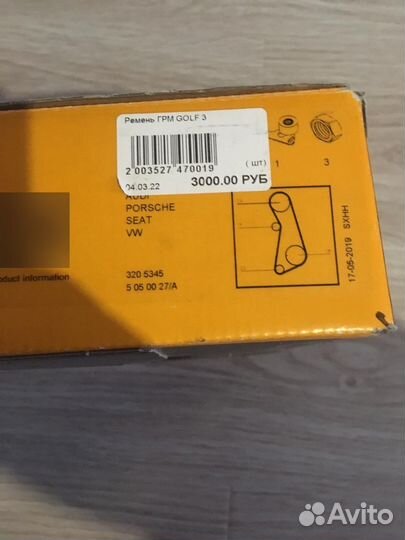 Ремень ГРМ GOLF 3
2 003527 470019
( шт)
1
3
04.03.22
3000.00 РУБ
AUDI
PORSCHE
SEAT
VW
product information
320 5345
5 05 00 27/A
17-05-2019 SXHH
Avito